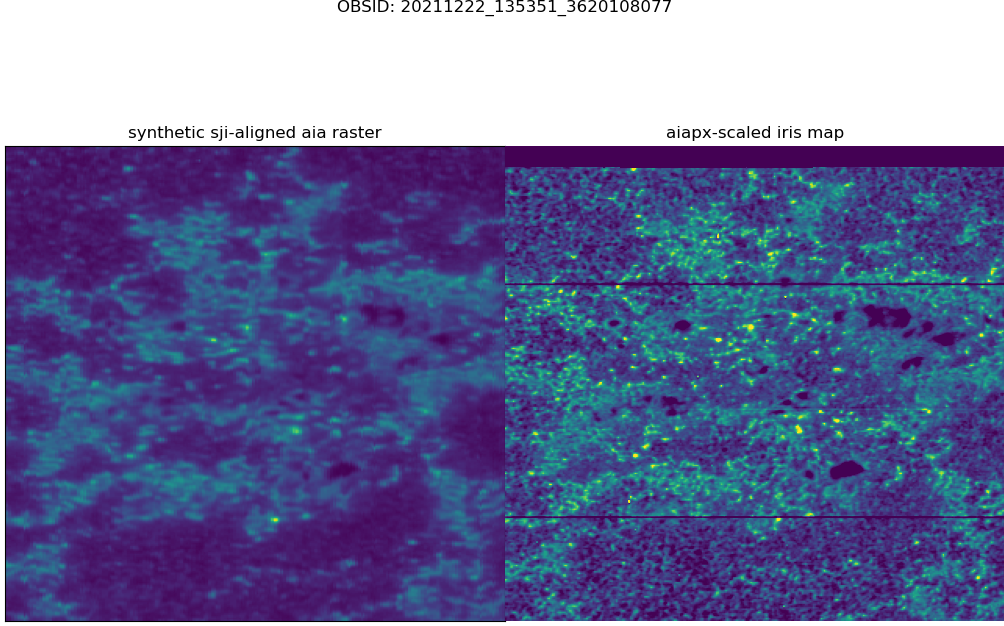 OBSID: 20211222_135351_3620108077
synthetic sji-aligned aia raster
aiapx-scaled iris map